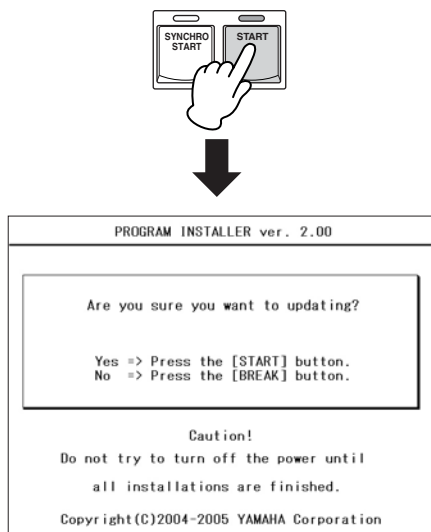 SYNCHRO
START
START
PROGRAM INSTALLER ver. 2.00
Are you sure you want to updating?
Yes => Press the [START] button.
No => Press the [BREAK] button.
Caution!
Do not try to turn off the power until
all installations are finished.
Copyright(C)2004-2005 YAMAHA Corporation